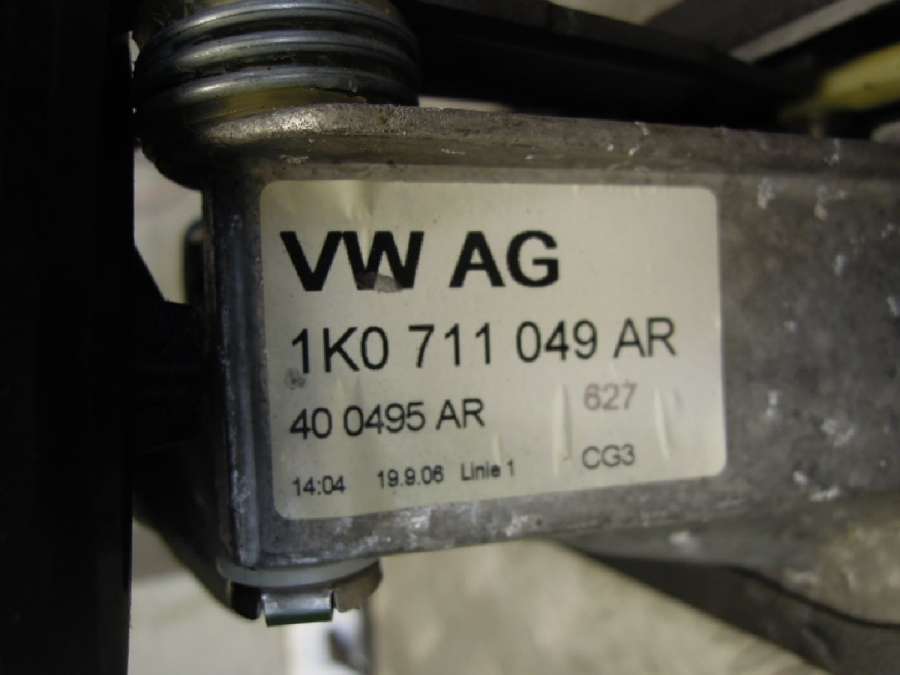 VW AG
1K0 711 049 AR
40 0495 AR
627
14:04 19.9.06 Linie 1
CG3